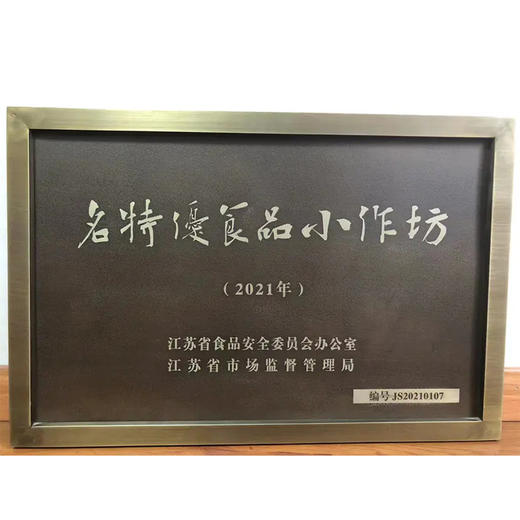 名特優食品小作坊
（2021年）
江苏省食品安全委员会办公室
江苏省市场监督管理局
编号 JS20210107